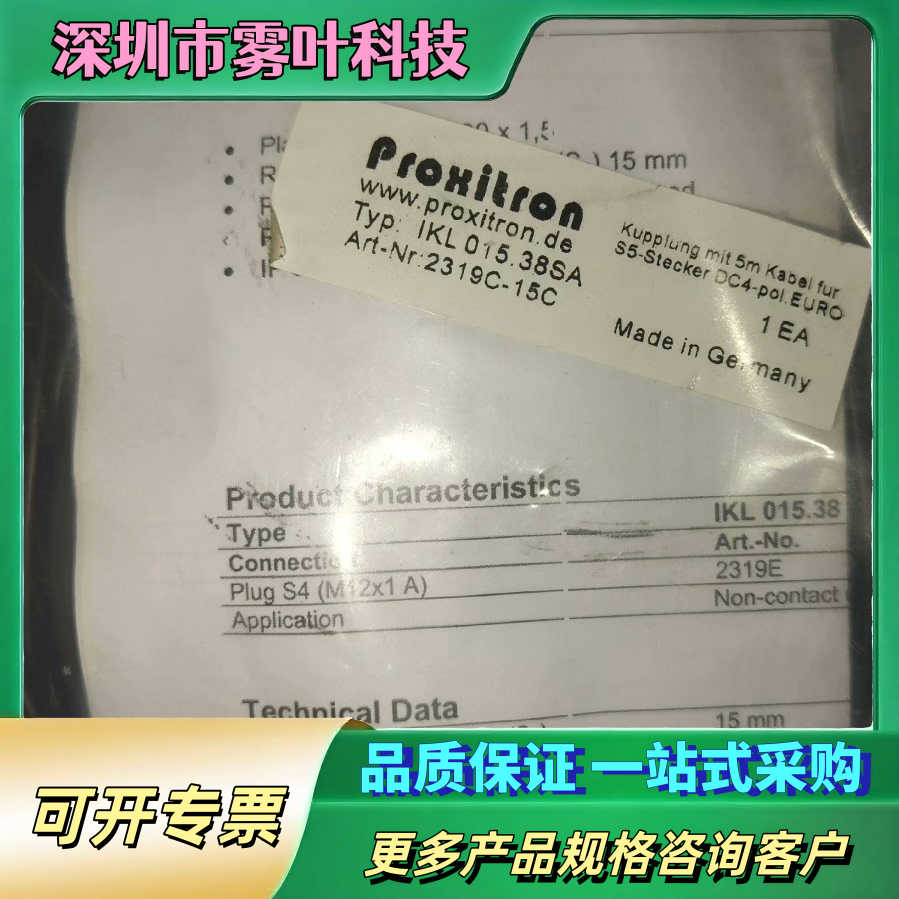 深圳市雾叶科技
x 1,5
15 mm
Proxitron
www.proxitron.de
Typ: IKL 015.38SA
Art-Nr:2319C-15C
Kupplung mit 5m Kabel fur
S5-Stecker DC4-pol.EURO
1 EA
Made in Germany
Product Characteristics
Type IKL 015.38
Connectio Art.-No.
Plug S4 (M12x1 A) 2319E
Application Non-contact
Technical Data
15 mm
品质保证 一站式采购
可开专票
更多产品规格咨询客户